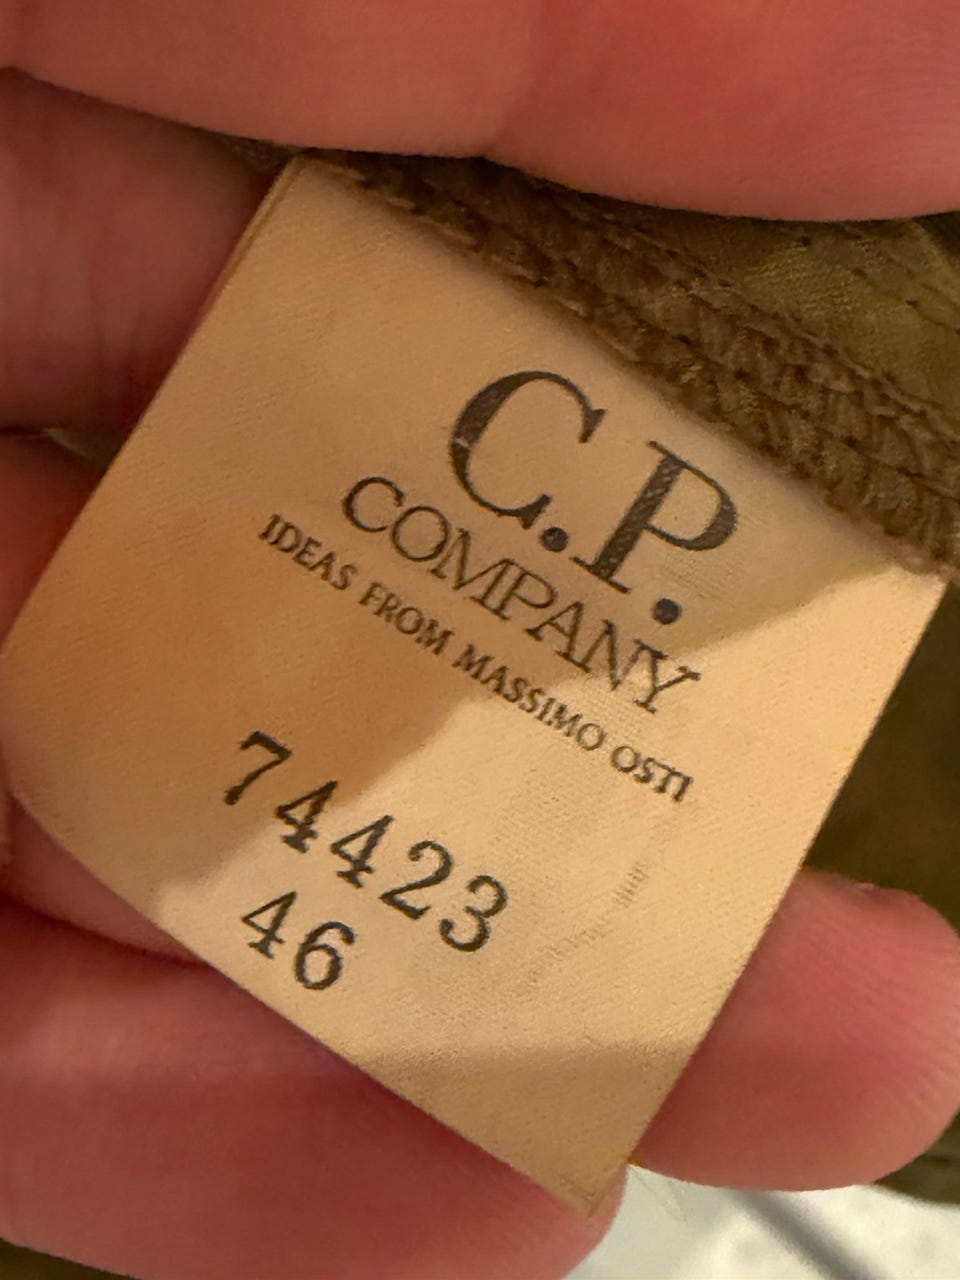 C.P.
COMPANY
IDEAS FROM MASSIMO OSTI
74423
46